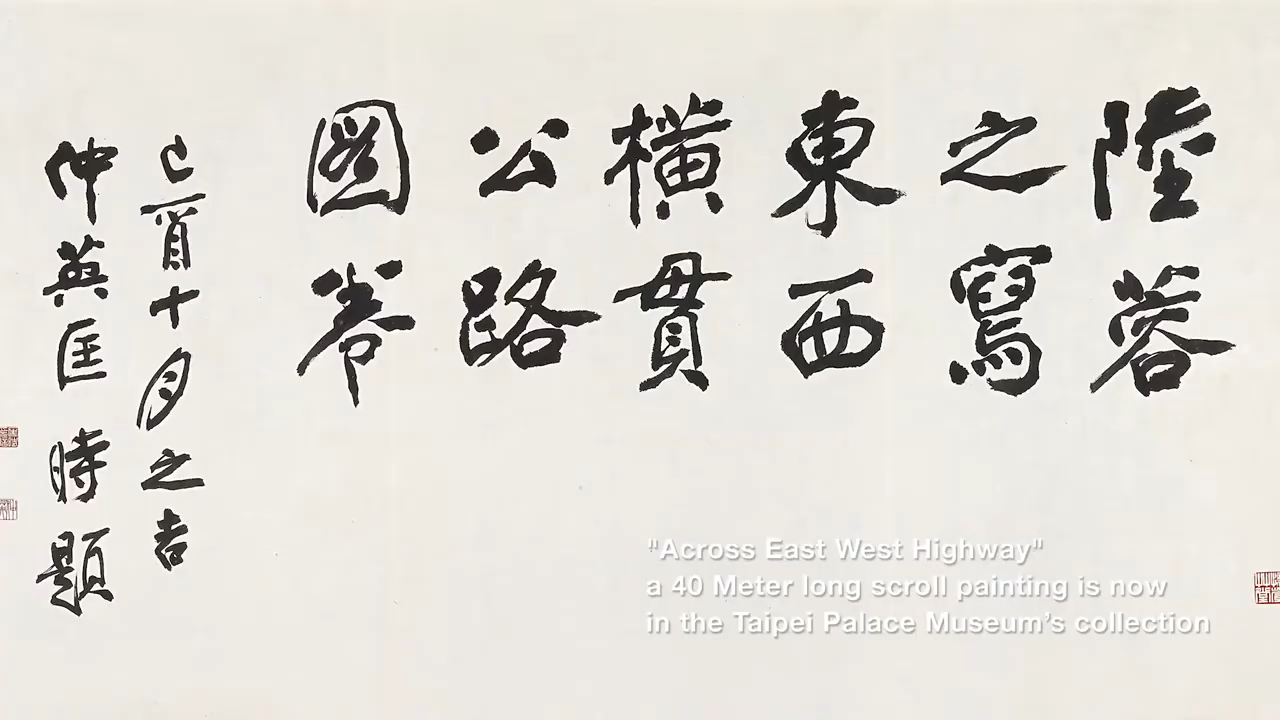 陸蓉
之寫
東西
橫貫
公路
圖卷
己酉十月之吉
仲英匡時題
"Across East West Highway"
a 40 Meter long scroll painting is now
in the Taipei Palace Museum's collection